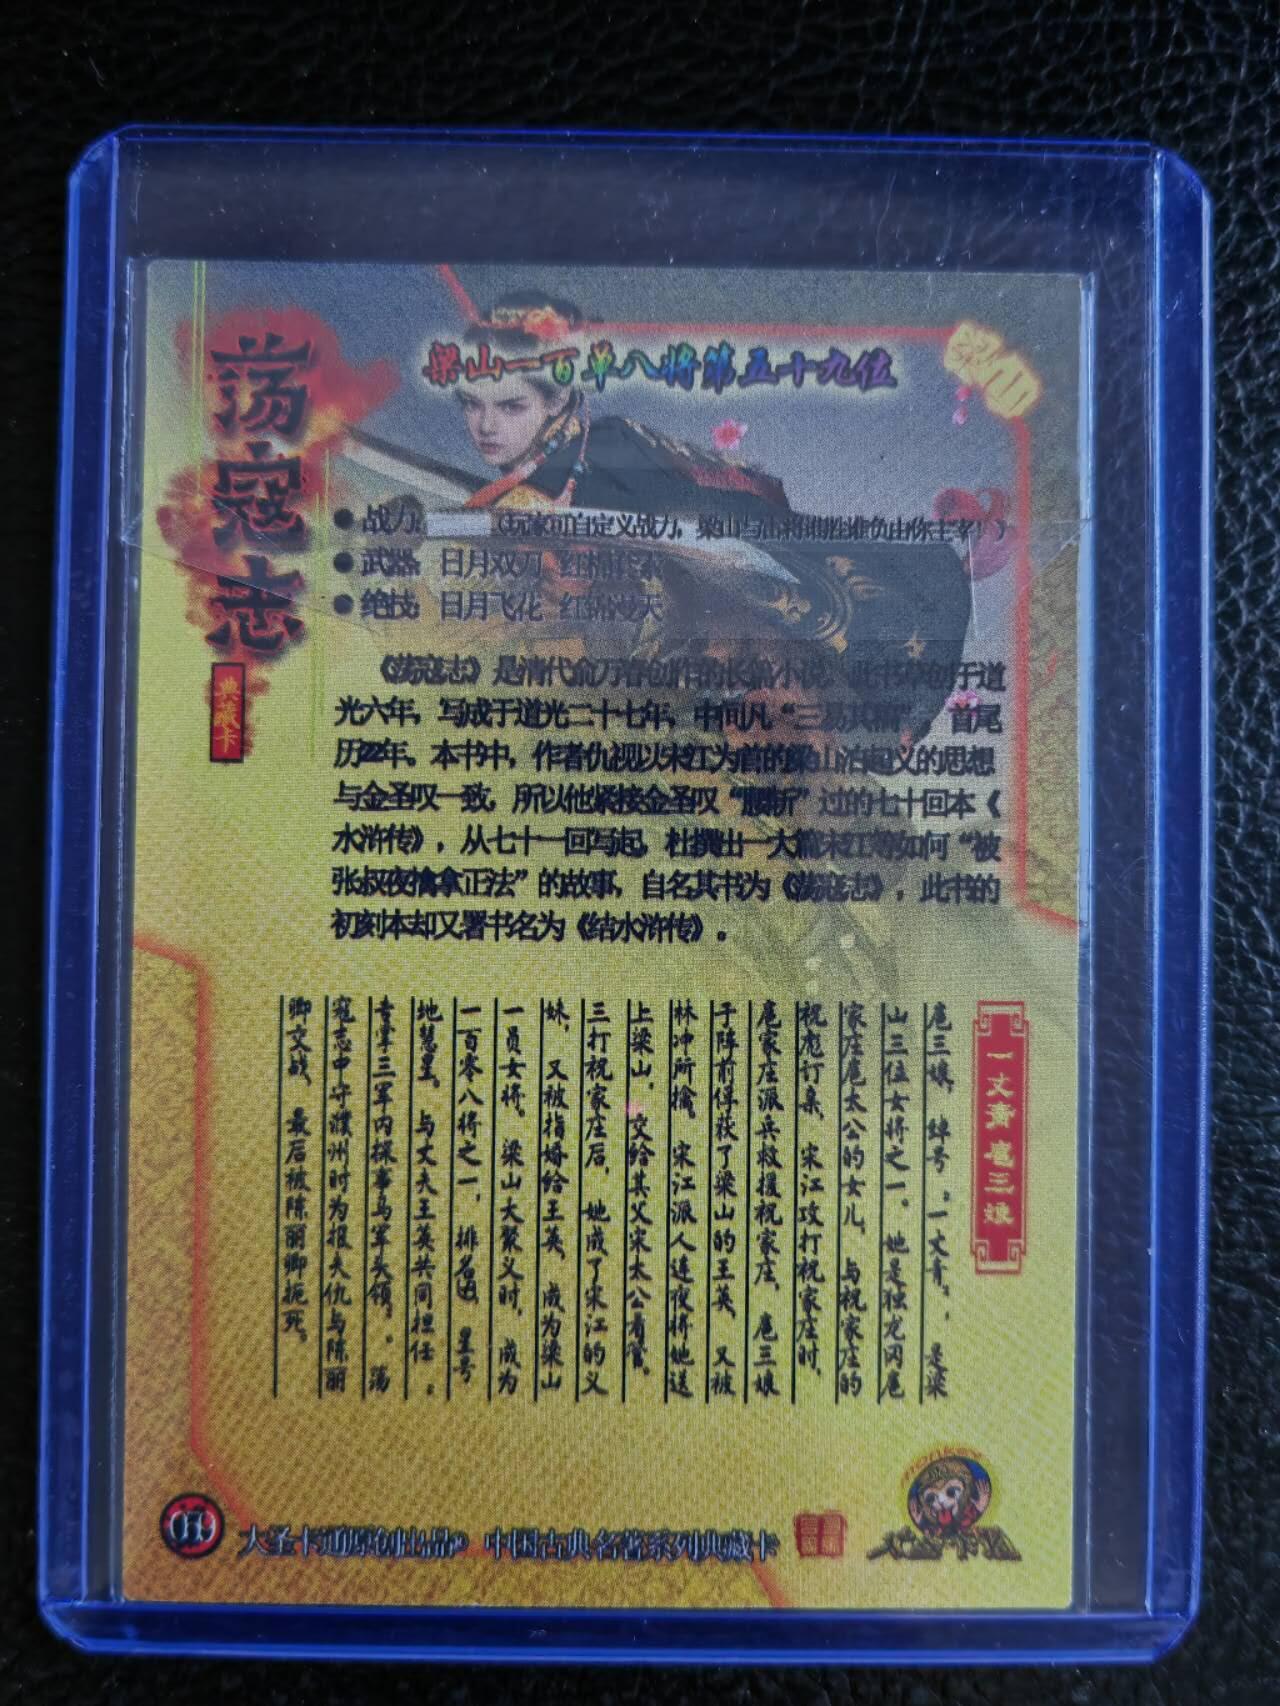 荡寇志
典藏卡
梁山一百单八将第五十九位
梁山
●战力:（玩家可自定义战力，梁山与仙将谁胜谁负由你主宰！）
●武器: 日月双刀 红棉套索
●绝技: 日月飞花 红锦漫天
《荡寇志》是清代俞万春创作的长篇小说，此书草创于道
光六年，写成于道光二十七年，中间凡“三易其稿”，首尾
历22年。本书中，作者仇视以宋江为首的梁山泊起义的思想
与金圣叹一致，所以他紧接金圣叹“腰斩”过的七十回本《
水浒传》，从七十一回写起，杜撰出一大篇宋江等如何“被
张叔夜擒拿正法”的故事，自名其书为《荡寇志》，此书的
初刻本却又署书名为《结水浒传》。
一丈青 扈三娘
扈三娘，绰号：一丈青，是梁
山三位女将之一。她是独龙冈扈
家庄扈太公的女儿，与祝家庄的
祝彪订亲，宋江攻打祝家庄时，
扈家庄派兵救援祝家庄，扈三娘
于阵前俘获了梁山的王英，又被
林冲所擒。宋江派人连夜将她送
上梁山，交给其父宋太公看管。
三打祝家庄后，她成了宋江的义
妹，又被指婚给王英，成为梁山
一员女将。梁山大聚义时，成为
一百零八将之一，排名 ，星号
地慧星，与丈夫王英共同担任：
专掌三军内探事马军头领。。荡
寇志中守濮州时为报夫仇与陈丽
卿交战，最后被陈丽卿扼死。
大圣卡通原创出品® 中国古典名著系列典藏卡
monkey
大圣卡通